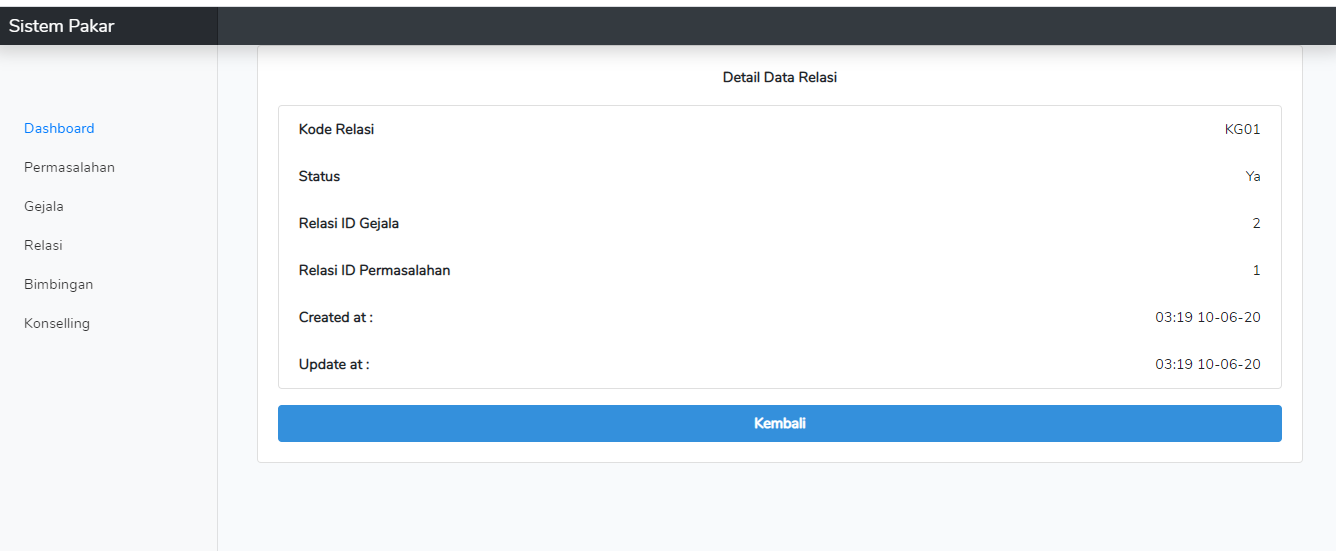 Sistem Pakar
Dashboard
Permasalahan
Gejala
Relasi
Bimbingan
Konselling
Detail Data Relasi
Kode Relasi KG01
Status Ya
Relasi ID Gejala 2
Relasi ID Permasalahan 1
Created at : 03:19 10-06-20
Update at : 03:19 10-06-20
Kembali